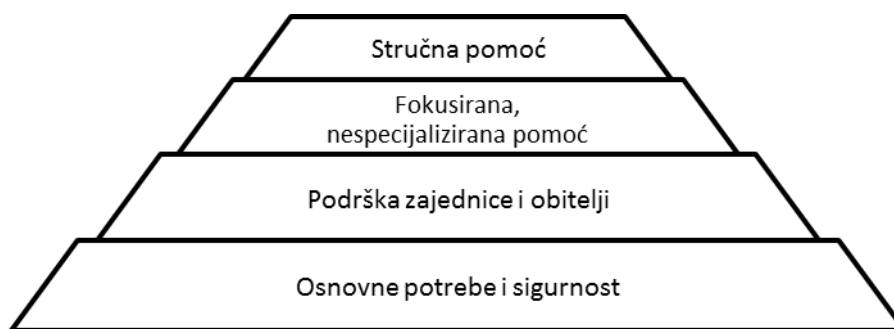 Stručna pomoć
Fokusirana,
nespecijalizirana pomoć
Podrška zajednice i obitelji
Osnovne potrebe i sigurnost